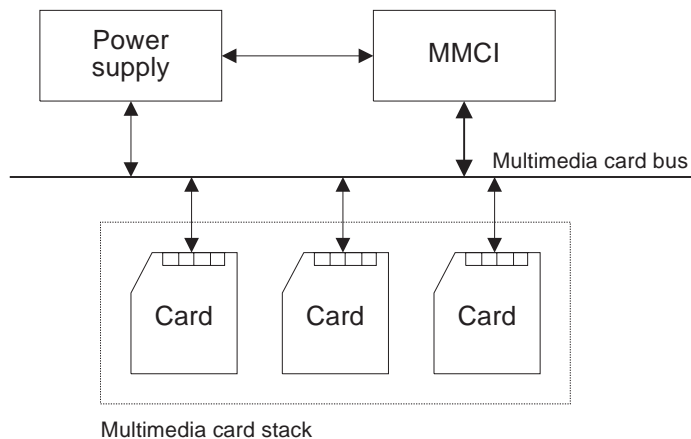 Power
supply
MMCI
Multimedia card bus
Card
Card
Card
Multimedia card stack